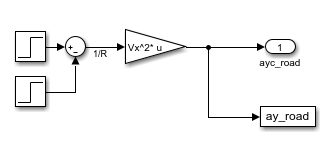 +
-
1/R
Vx^2* u
1
ayc_road
ay_road